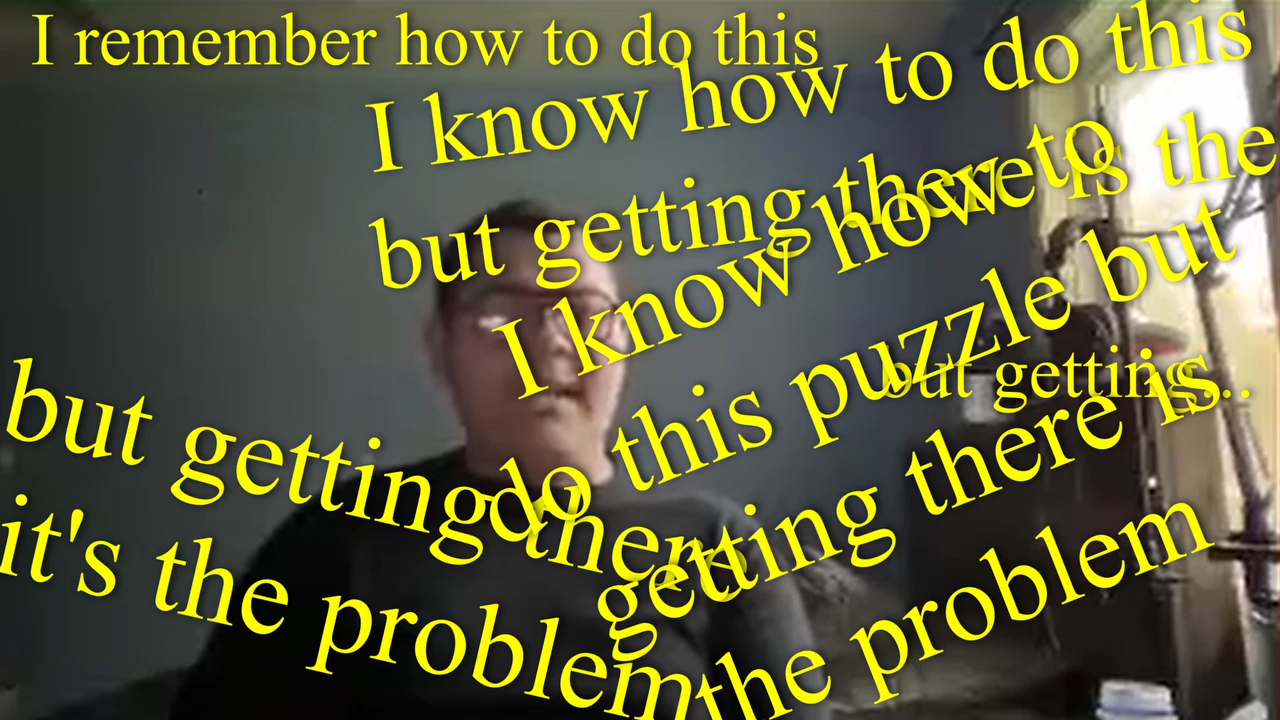 I remember how to do this
I know how to do this
but getting there is the
I know how to
do this puzzle but
getting there is
the problem
but getting...
but getting there
it's the problem